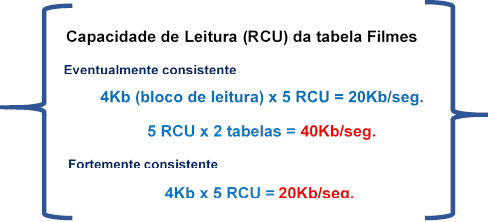 Capacidade de Leitura (RCU) da tabela Filmes
Eventualmente consistente
4Kb (bloco de leitura) x 5 RCU = 20Kb/seg.
5 RCU x 2 tabelas = 40Kb/seg.
Fortemente consistente
4Kb x 5 RCU = 20Kb/seg.